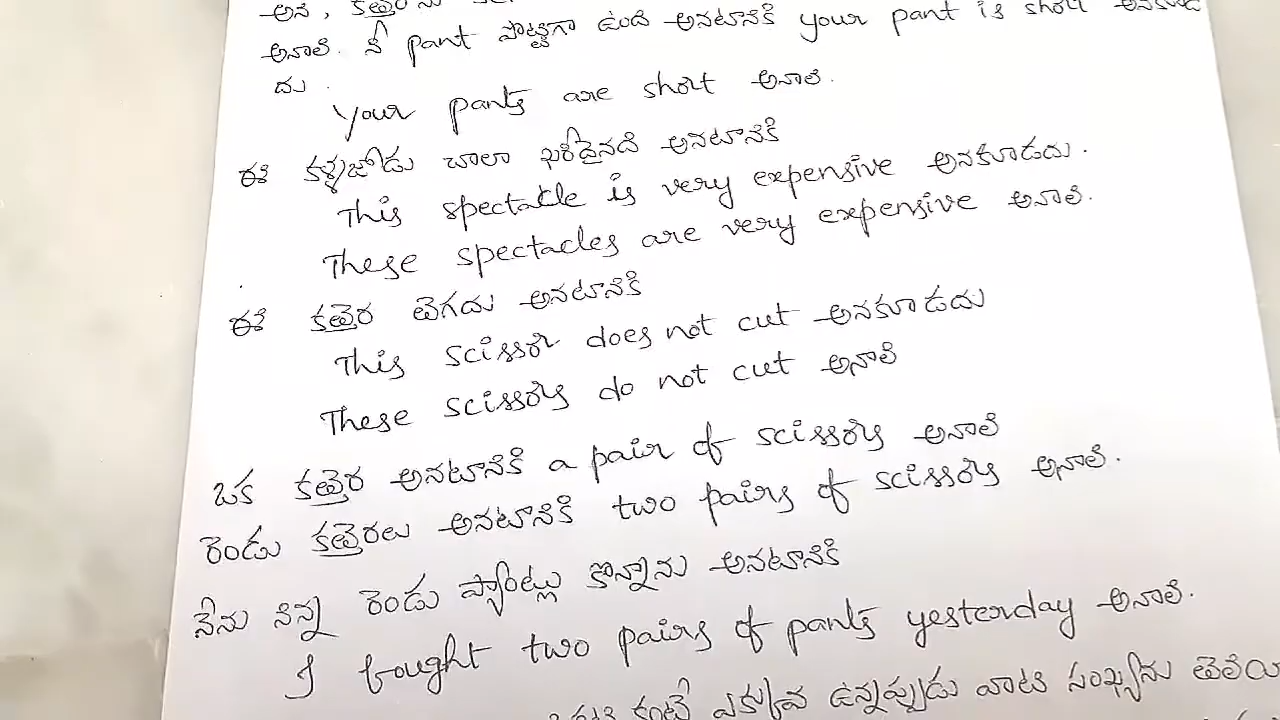 అనే, కత్తెరను
అనాలి. నీ pant పొట్టిగా ఉంది అనటానికి your pant is short అనకూడ
దు.
Your pants are short అనాలి.
ఈ కళ్ళజోడు చాలా ఖరీదైనది అనటానికి
This spectacle is very expensive అనకూడదు.
These spectacles are very expensive అనాలి.
ఈ కత్తెర తెగదు అనటానికి
This scissor does not cut అనకూడదు
These scissors do not cut అనాలి
ఒక కత్తెర అనటానికి a pair of scissors అనాలి
రెండు కత్తెరలు అనటానికి two pairs of scissors అనాలి.
నేను నిన్న రెండు ప్యాంట్లు కొన్నాను అనటానికి
I bought two pairs of pants yesterday అనాలి.
కంటే ఎక్కువ ఉన్నప్పుడు వాటి సంఖ్యను